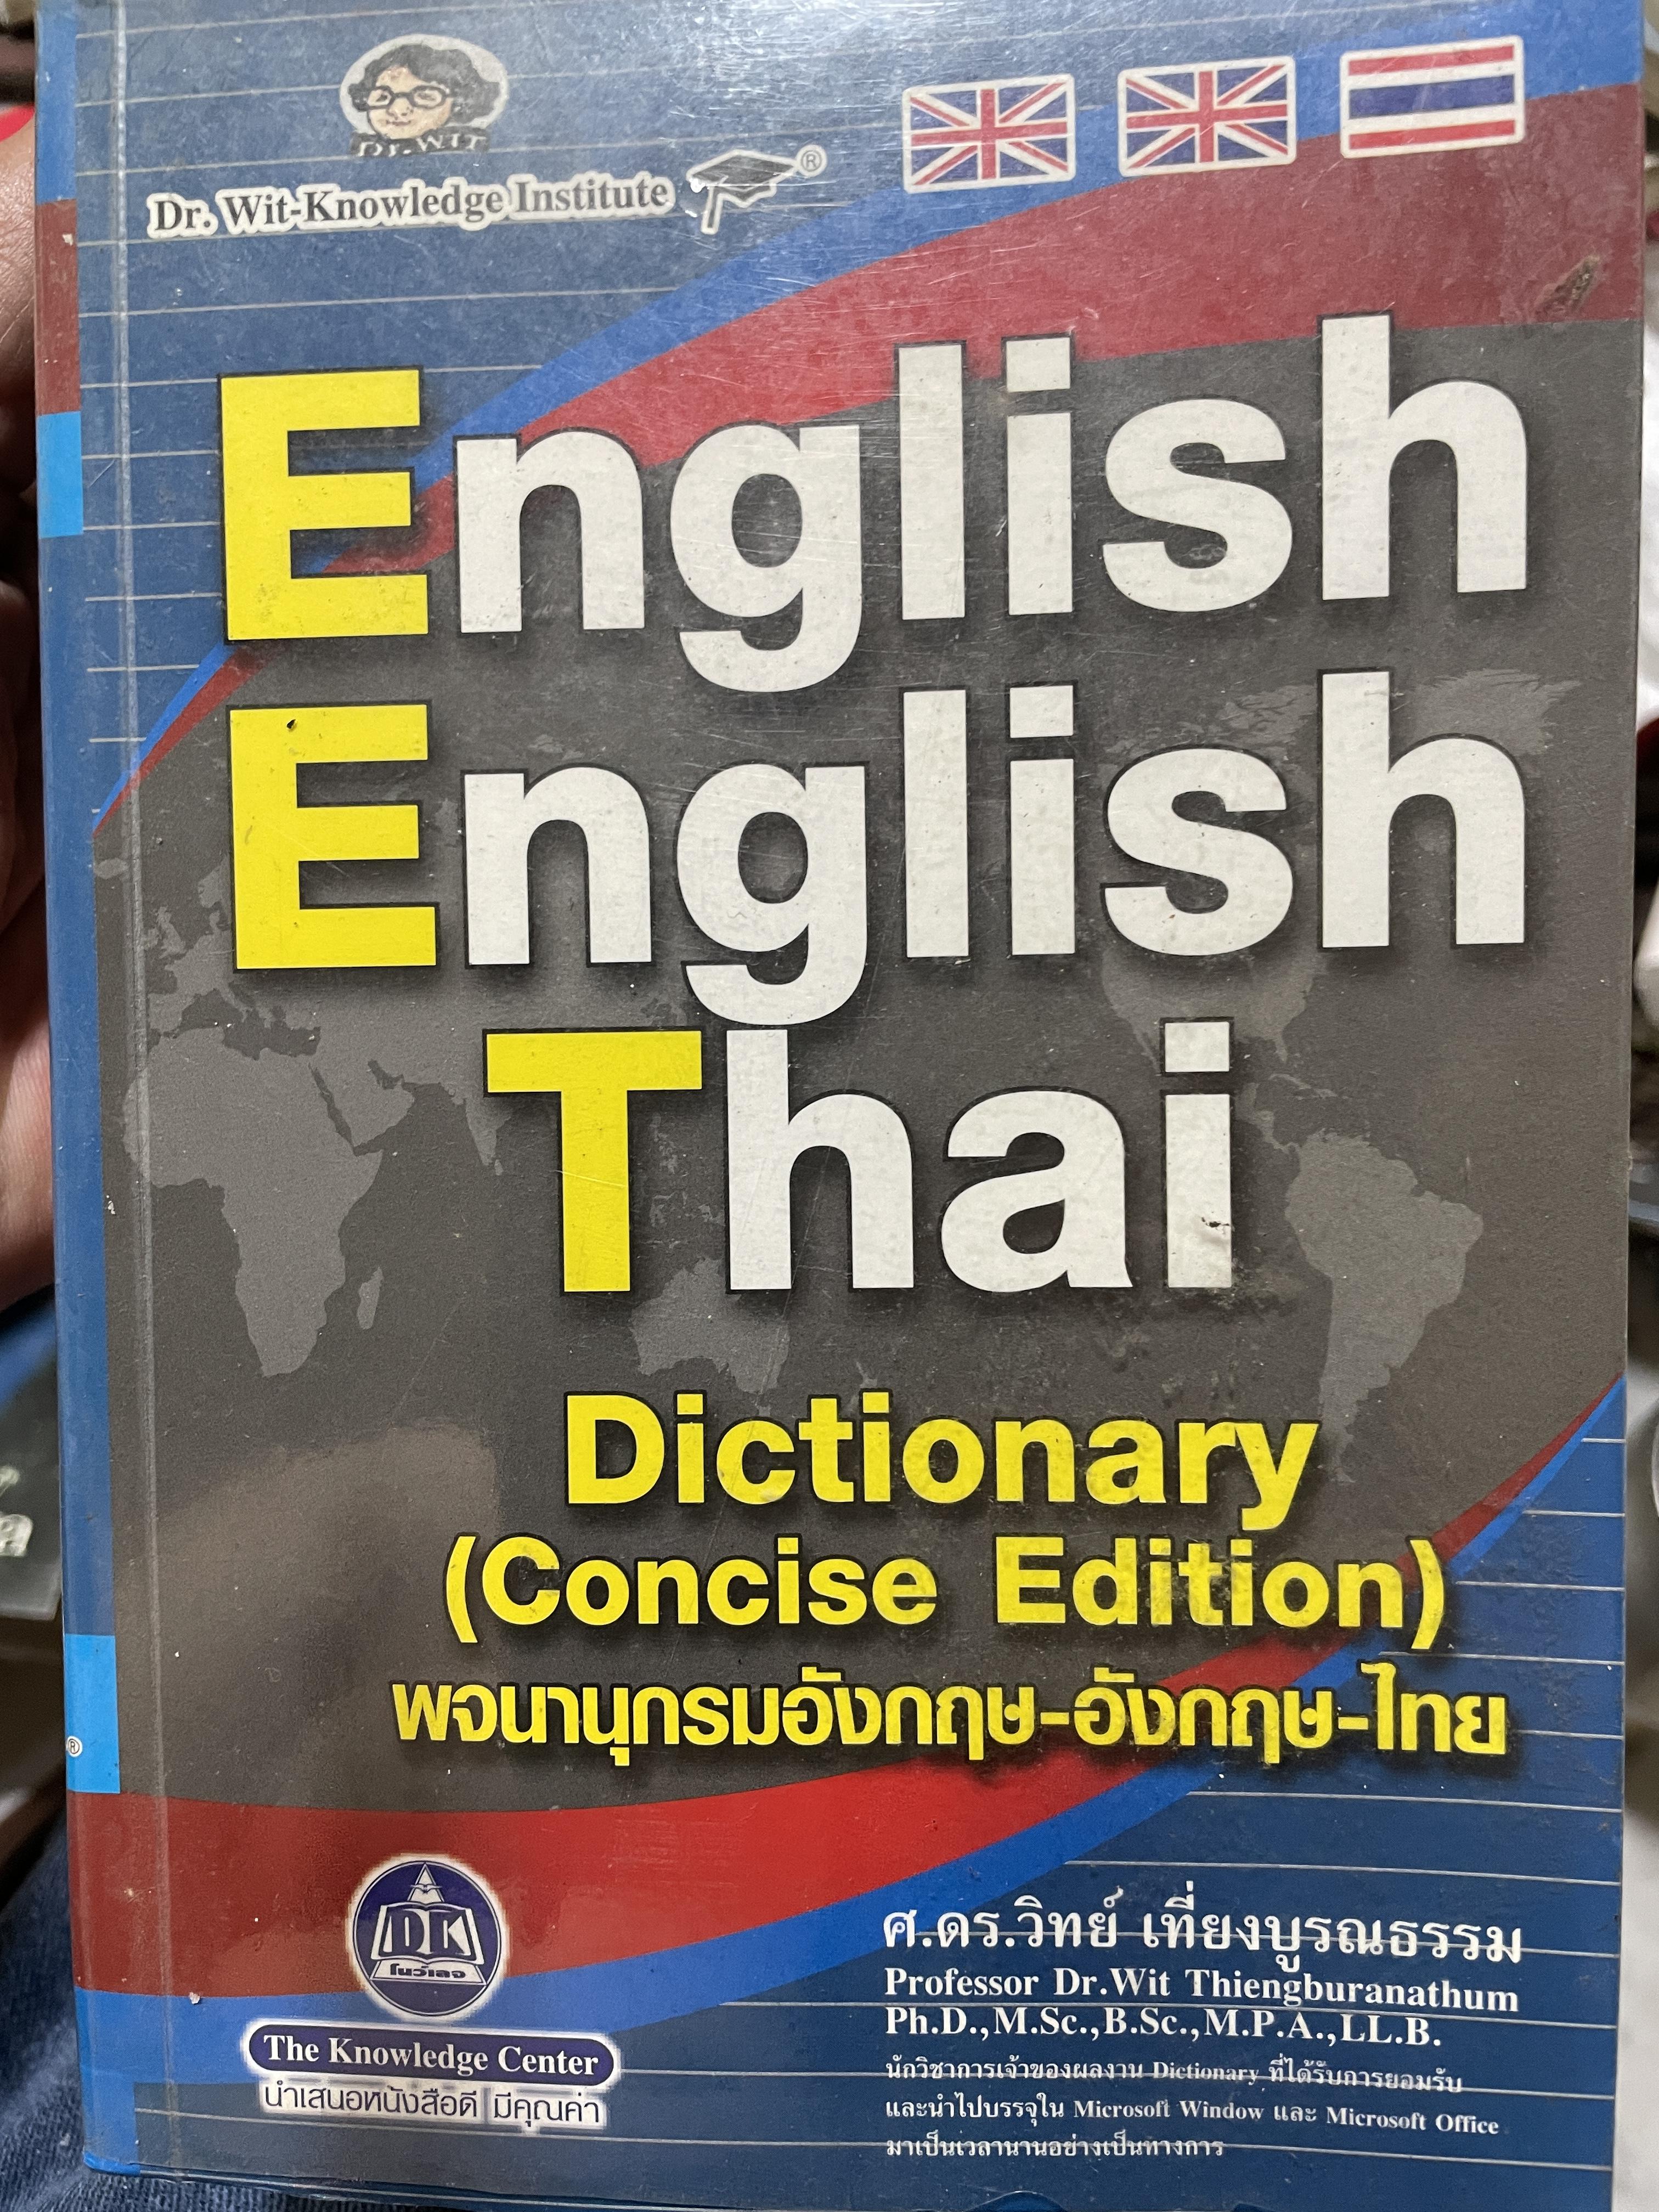 Dr. WIT
Dr. Wit-Knowledge Institute ®
English
English
Thai
Dictionary
(Concise Edition)
พจนานุกรมอังกฤษ-อังกฤษ-ไทย
®
DK
โนว์เลจ
The Knowledge Center
นำเสนอหนังสือดี มีคุณค่า
ศ.ดร.วิทย์ เที่ยงบูรณธรรม
Professor Dr.Wit Thiengburanathum
Ph.D.,M.Sc.,B.Sc.,M.P.A.,LL.B.
นักวิชาการเจ้าของผลงาน Dictionary ที่ได้รับการยอมรับ
และนำไปบรรจุใน Microsoft Window และ Microsoft Office
มาเป็นเวลานานอย่างเป็นทางการ